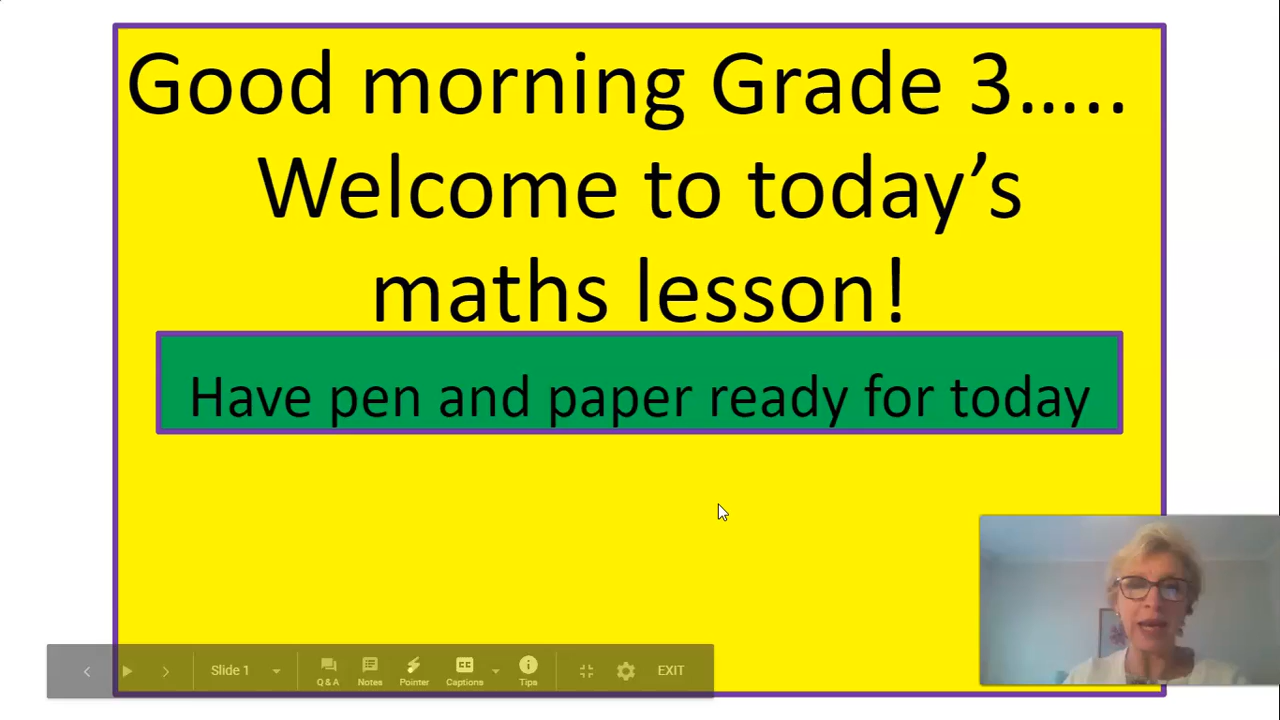 Good morning Grade 3…..
Welcome to today’s
maths lesson!
Have pen and paper ready for today
Slide 1
Q & A
Notes
Pointer
CC
Captions
Tips
EXIT